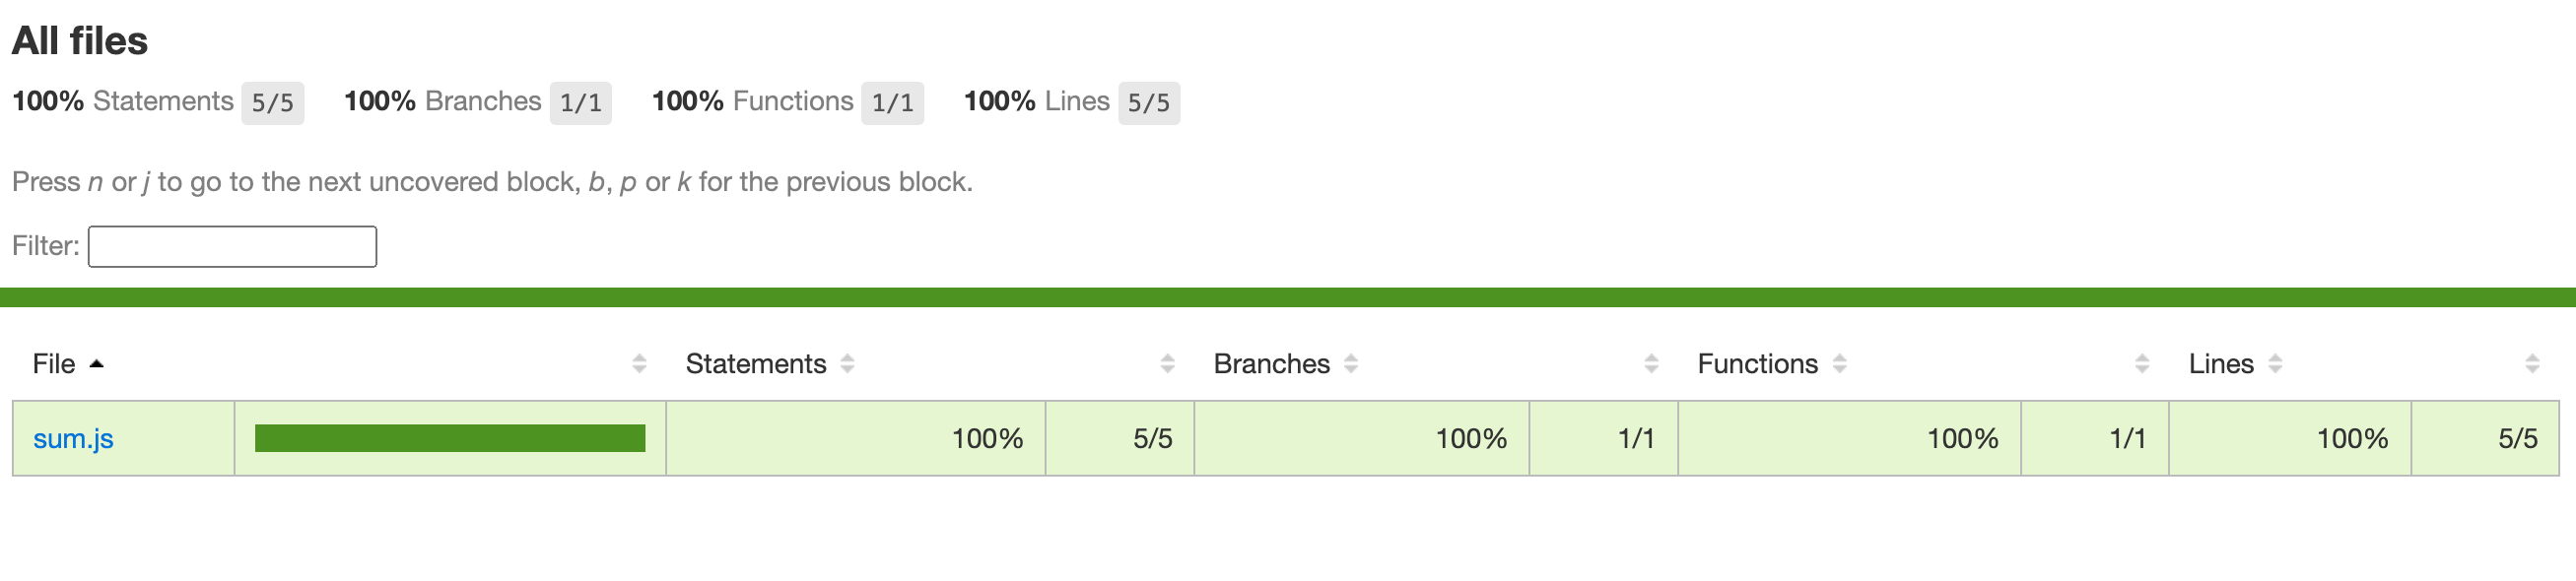 All files
100% Statements 5/5 100% Branches 1/1 100% Functions 1/1 100% Lines 5/5
Press n or j to go to the next uncovered block, b, p or k for the previous block.
Filter:
File Statements Branches Functions Lines
sum.js 100% 5/5 100% 1/1 100% 1/1 100% 5/5